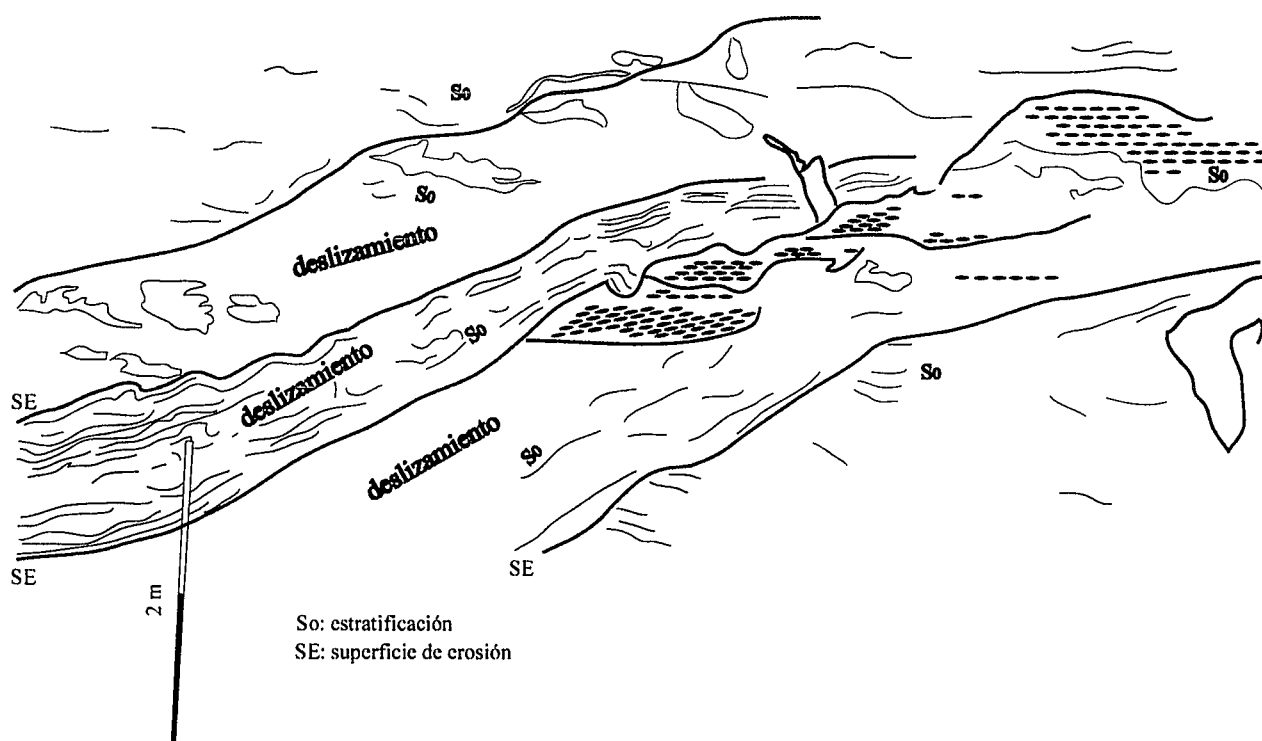 So
So
deslizamiento
So
deslizamiento
SE
So
So
deslizamiento
So
SE
SE
2 m
So: estratificación
SE: superficie de erosión